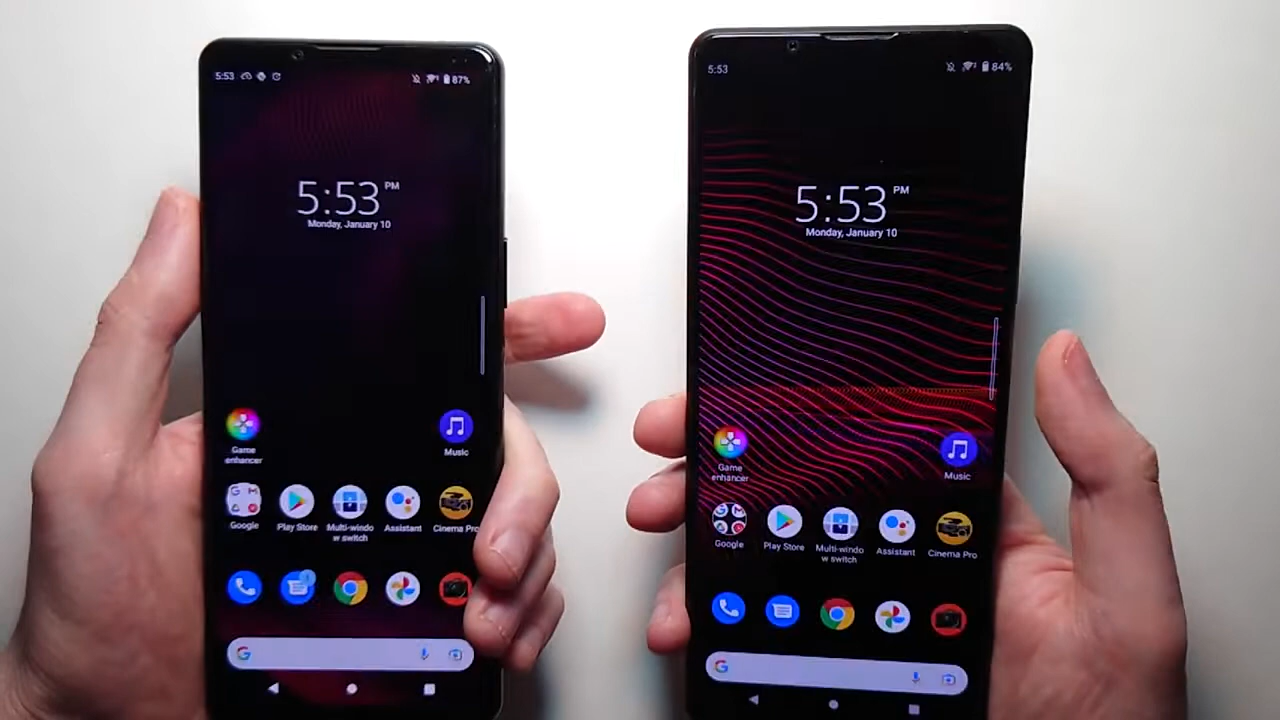 5:53
87%
5:53 PM
Monday, January 10
Game
enhancer
Music
Google
Play Store
Multi-windo
w switch
Assistant
Cinema Pro
5:53
84%
5:53 PM
Monday, January 10
Game
enhancer
Music
Google
Play Store
Multi-windo
w switch
Assistant
Cinema Pro